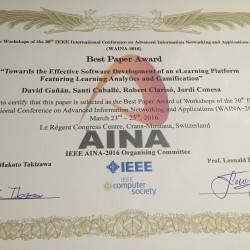 Workshops of the 30th IEEE International Conference on Advanced Information Networking and Applications
(WAINA-2016)
Best Paper Award
"Towards the Effective Software Development of an eLearning Platform
Featuring Learning Analytics and Gamification"
David Gañán, Santi Caballé, Robert Clarisó, Jordi Conesa
to certify that this paper is selected in the Best Paper Award of Workshops of the 30th
Conference on Advanced Information Networking and Applications (WAINA-
March 23rd – 25th, 2016
Le Régent Congress Centre, Crans-Montana, Switzerland
AINA
IEEE AINA-2016 Organising Committee
Makoto Takizawa
Prof. Leonard
IEEE
IEEE
computer
society